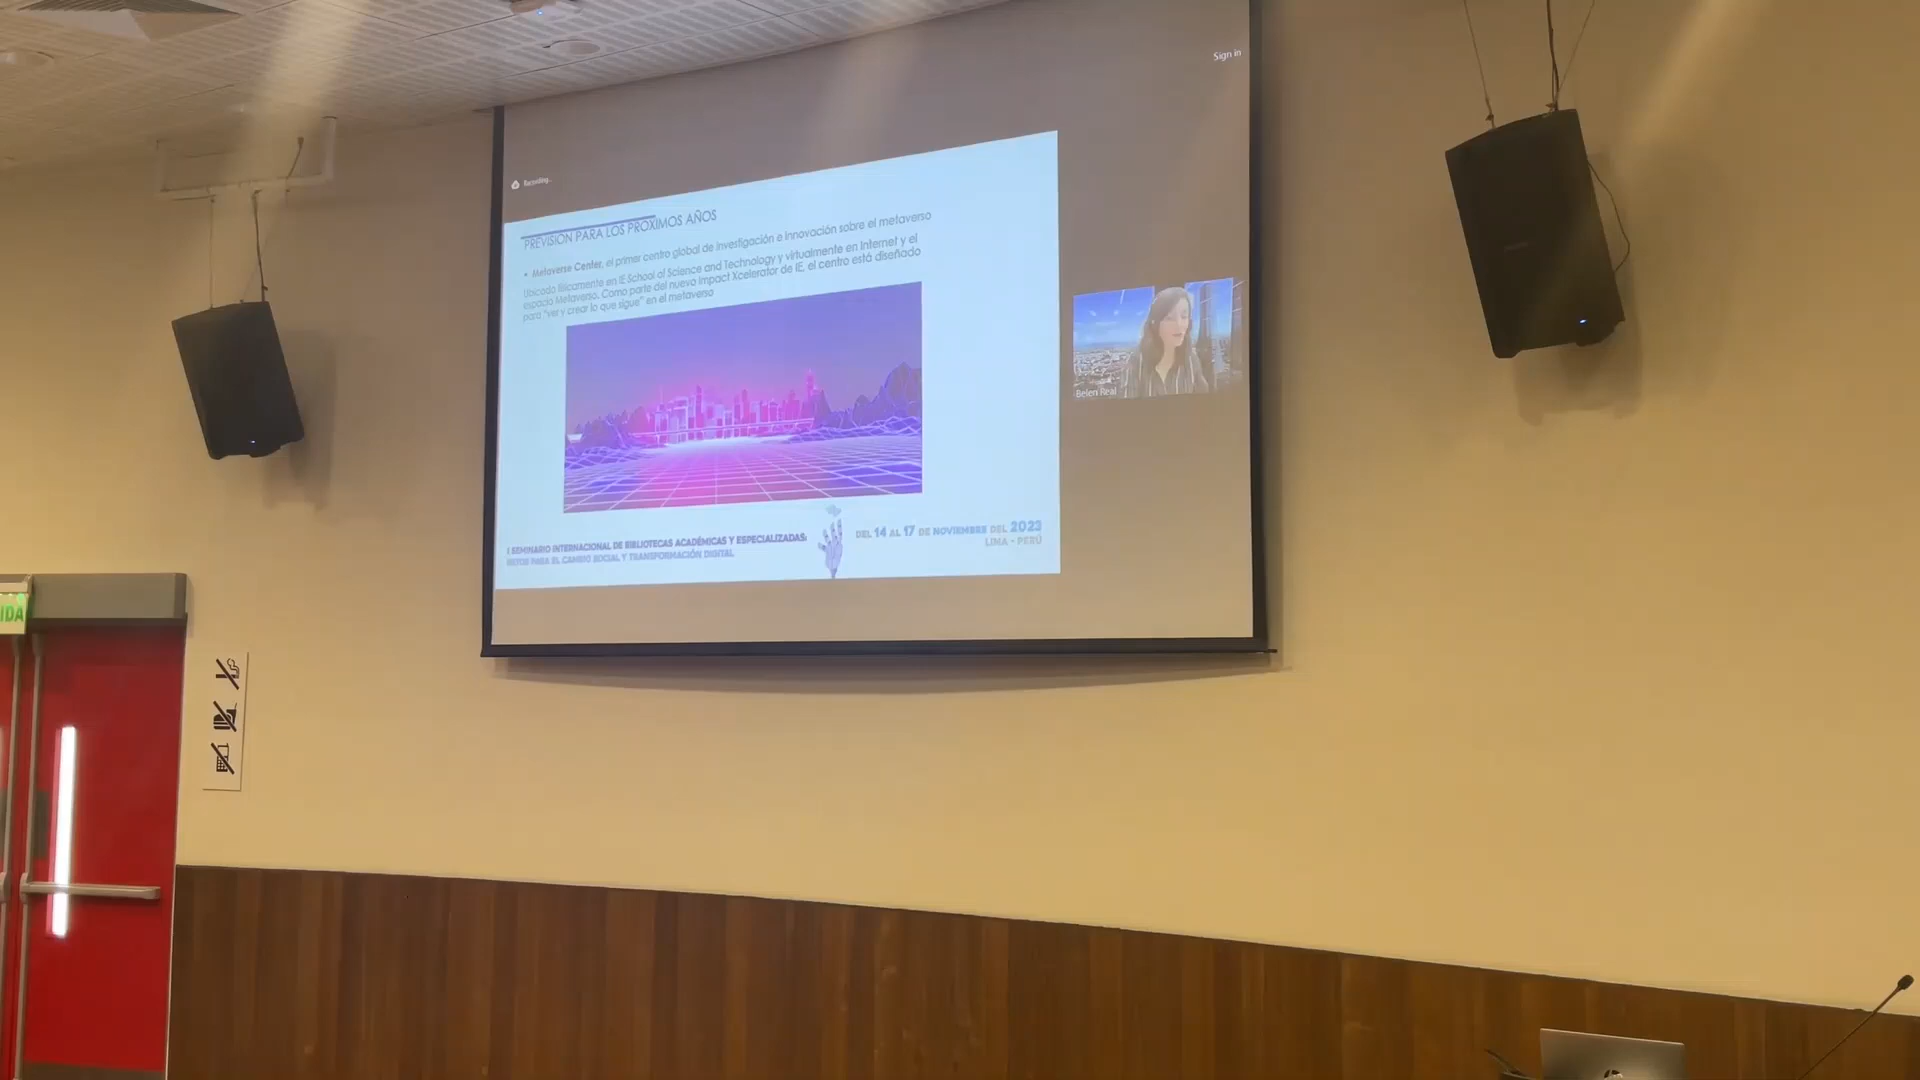 Sign in
Recording...
PREVISIÓN PARA LOS PRÓXIMOS AÑOS
• Metaverse Center, el primer centro global de investigación e innovación sobre el metaverso
Ubicado físicamente en IE School of Science and Technology y virtualmente en Internet y el
espacio Metaverso. Como parte del nuevo Impact Xcelerator de IE, el centro está diseñado
para "ver y crear lo que sigue" en el metaverso
Belen Real
I SEMINARIO INTERNACIONAL DE BIBLIOTECAS ACADÉMICAS Y ESPECIALIZADAS:
RETOS PARA EL CAMBIO SOCIAL Y TRANSFORMACIÓN DIGITAL
DEL 14 AL 17 DE NOVIEMBRE DEL 2023
LIMA - PERÚ
IDA